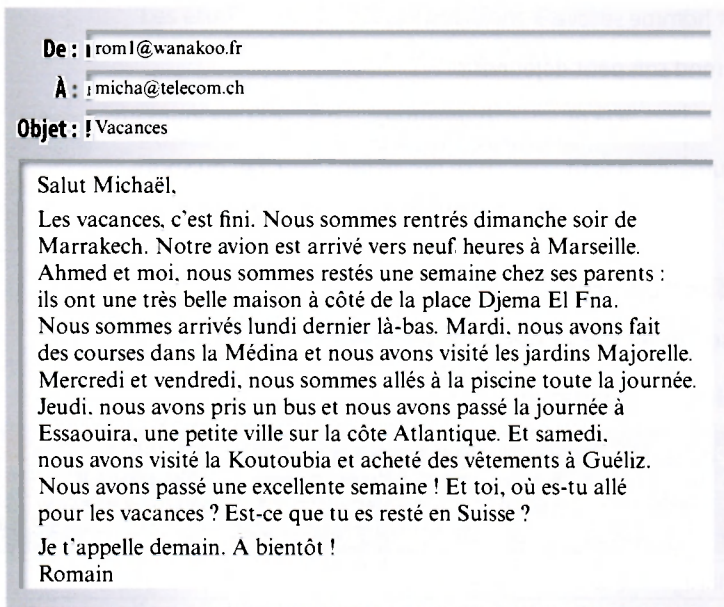 De : rom1@wanakoo.fr
À : micha@telecom.ch
Objet : Vacances
Salut Michaël,
Les vacances, c'est fini. Nous sommes rentrés dimanche soir de
Marrakech. Notre avion est arrivé vers neuf heures à Marseille.
Ahmed et moi, nous sommes restés une semaine chez ses parents :
ils ont une très belle maison à côté de la place Djema El Fna.
Nous sommes arrivés lundi dernier là-bas. Mardi, nous avons fait
des courses dans la Médina et nous avons visité les jardins Majorelle.
Mercredi et vendredi, nous sommes allés à la piscine toute la journée.
Jeudi, nous avons pris un bus et nous avons passé la journée à
Essaouira, une petite ville sur la côte Atlantique. Et samedi,
nous avons visité la Koutoubia et acheté des vêtements à Guéliz.
Nous avons passé une excellente semaine ! Et toi, où es-tu allé
pour les vacances ? Est-ce que tu es resté en Suisse ?
Je t'appelle demain. A bientôt !
Romain